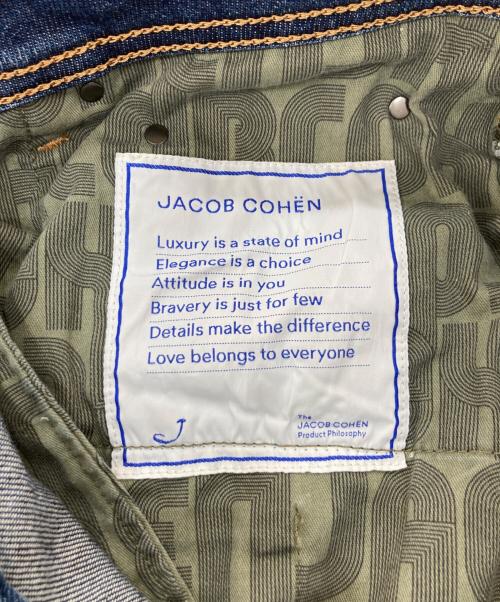 JACOB COHËN
Luxury is a state of mind
Elegance is a choice
Attitude is in you
Bravery is just for few
Details make the difference
Love belongs to everyone
J
The
JACOB COHËN
Product Philosophy